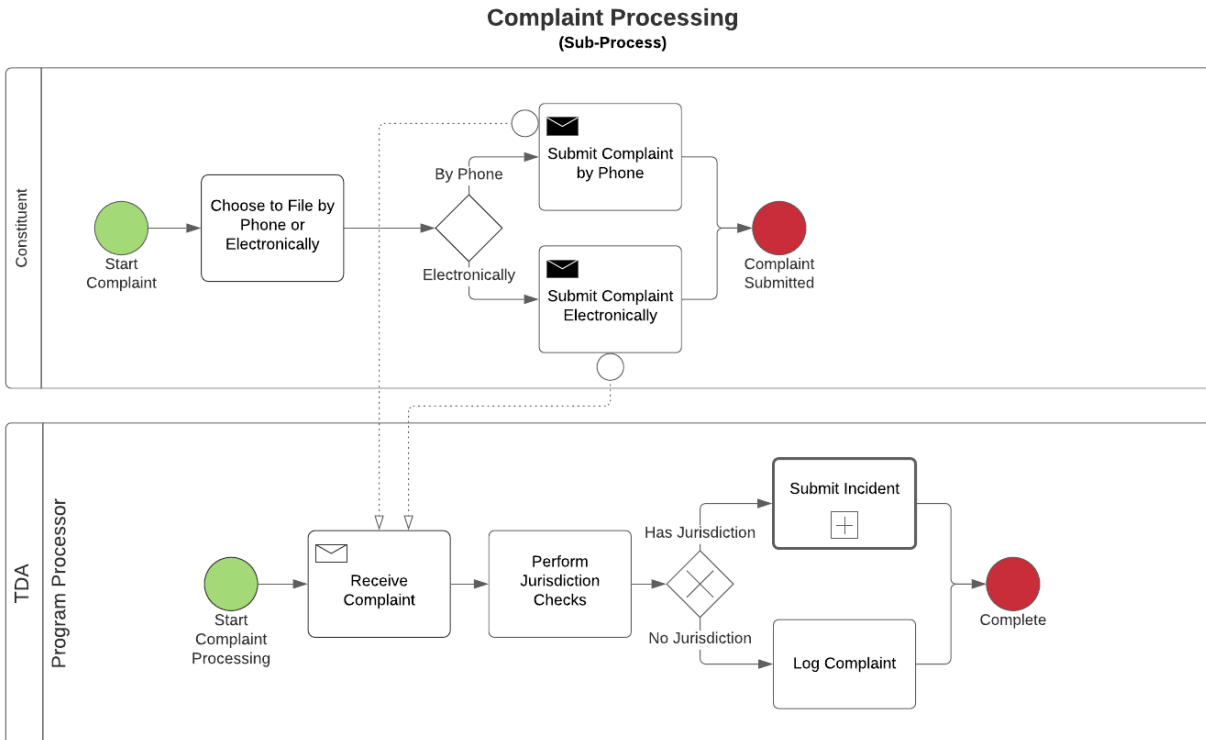 Complaint Processing
(Sub-Process)
Constituent
Start
Complaint
Choose to File by
Phone or
Electronically
By Phone
Electronically
Submit Complaint
by Phone
Submit Complaint
Electronically
Complaint
Submitted
TDA
Program Processor
Start
Complaint
Processing
Receive
Complaint
Perform
Jurisdiction
Checks
Has Jurisdiction
No Jurisdiction
Submit Incident
Log Complaint
Complete